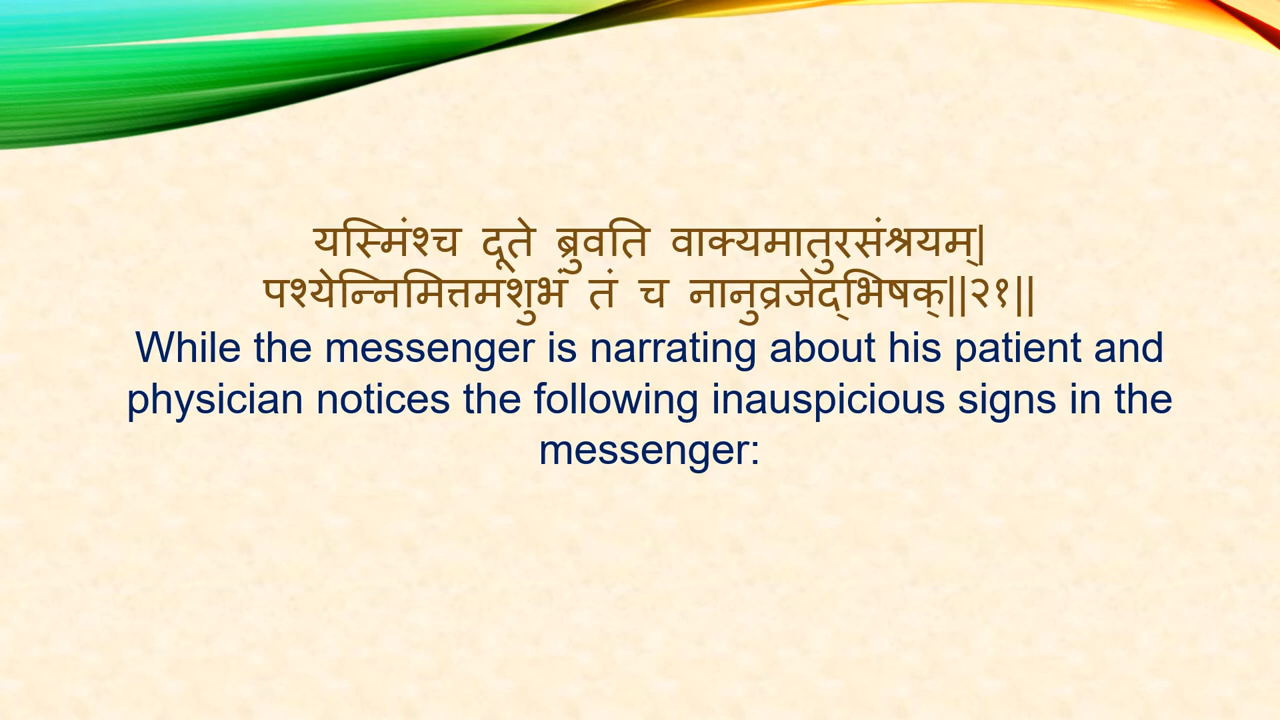 यस्मिंश्च दूते ब्रुवति वाक्यमातुरसंश्रयम्|
पश्येन्निमित्तमशुभं तं च नानुव्रजेद्भिषक्||२१||
While the messenger is narrating about his patient and
physician notices the following inauspicious signs in the
messenger: